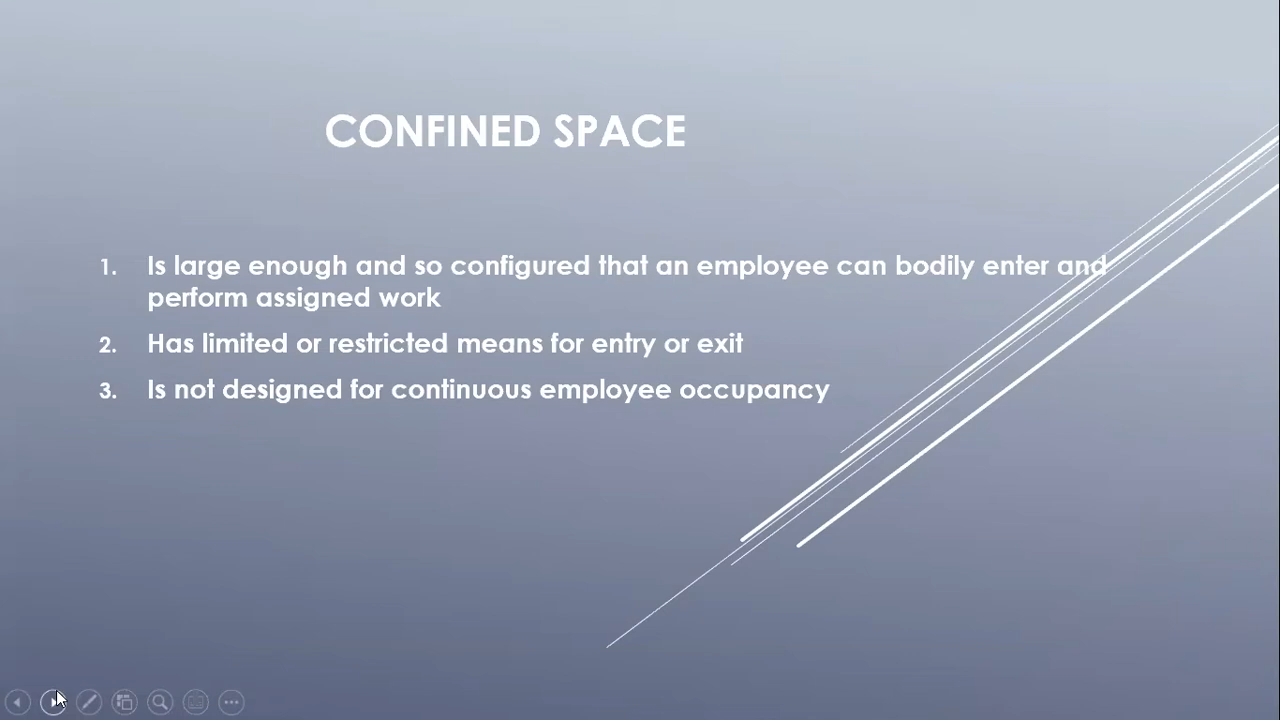 CONFINED SPACE
1. Is large enough and so configured that an employee can bodily enter and
perform assigned work
2. Has limited or restricted means for entry or exit
3. Is not designed for continuous employee occupancy